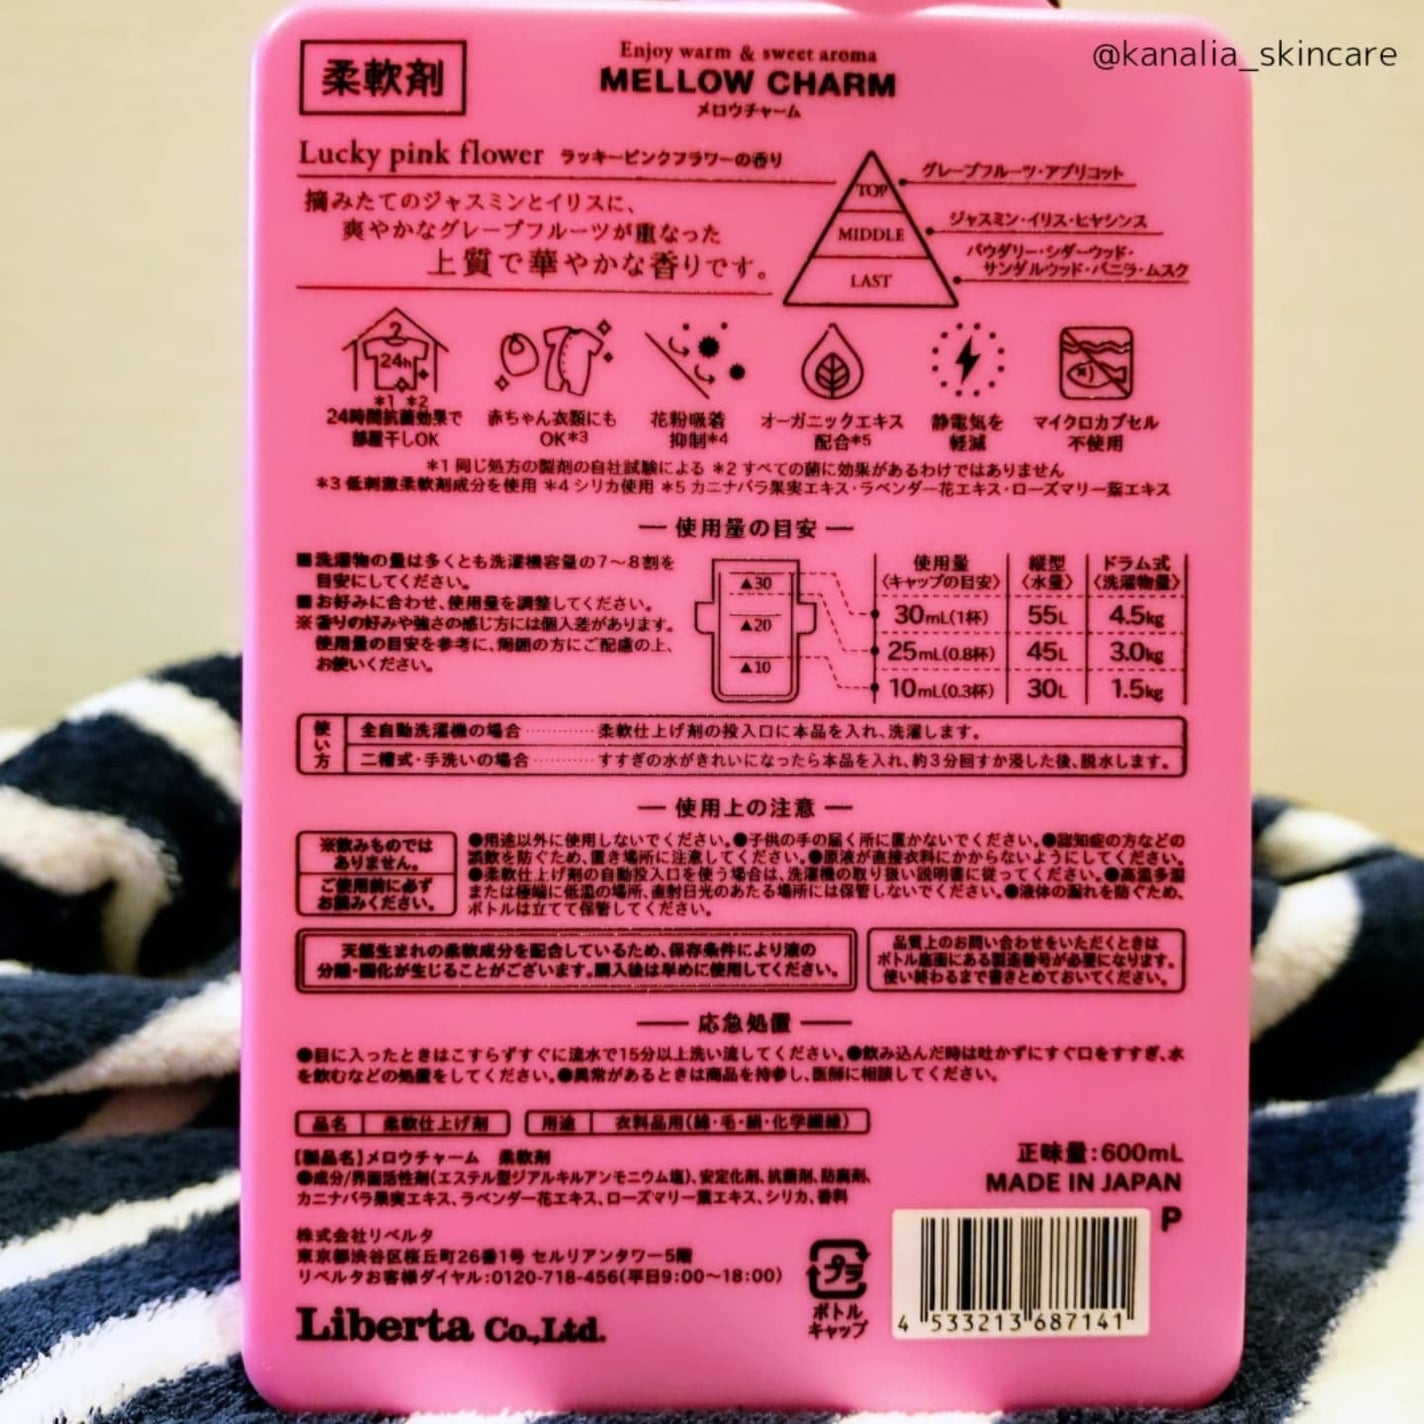 @kanalia_skincare
柔軟剤
Enjoy warm & sweet aroma
MELLOW CHARM
メロウチャーム
Lucky pink flower ラッキーピンクフラワーの香り
摘みたてのジャスミンとイリスに、
爽やかなグレープフルーツが重なった
上質で華やかな香りです。
TOP
グレープフルーツ・アプリコット
MIDDLE
ジャスミン・イリス・ヒヤシンス
LAST
パウダリー・シダーウッド・
サンダルウッド・バニラ・ムスク
24h
*1 *2
24時間抗菌効果で
部屋干しOK
赤ちゃん衣類にも
OK*3
花粉吸着
抑制*4
オーガニックエキス
配合*5
静電気を
軽減
マイクロカプセル
不使用
*1 同じ処方の製剤の自社試験による *2 すべての菌に効果があるわけではありません
*3 低刺激柔軟剤成分を使用 *4 シリカ使用 *5 カニナバラ果実エキス・ラベンダー花エキス・ローズマリー葉エキス
― 使用量の目安 ―
■洗濯物の量は多くとも洗濯機容量の7～8割を
目安にしてください。
■お好みに合わせ、使用量を調整してください。
※香りの好みや強さの感じ方には個人差があります。
使用量の目安を参考に、周囲の方にご配慮の上、
お使いください。
▲30
▲20
▲10
使用量 縦型 ドラム式
〈キャップの目安〉 〈水量〉 〈洗濯物量〉
30mL(1杯) 55L 4.5kg
25mL(0.8杯) 45L 3.0kg
10mL(0.3杯) 30L 1.5kg
使い方
全自動洗濯機の場合 ………… 柔軟仕上げ剤の投入口に本品を入れ、洗濯します。
二槽式・手洗いの場合 ………… すすぎの水がきれいになったら本品を入れ、約3分回すか浸した後、脱水します。
― 使用上の注意 ―
※飲みものでは
ありません。
ご使用前に必ず
お読みください。
●用途以外に使用しないでください。●子供の手の届く所に置かないでください。●認知症の方などの
誤飲を防ぐため、置き場所に注意してください。●原液が直接衣料にかからないようにしてください。
●柔軟仕上げ剤の自動投入口を使う場合は、洗濯機の取り扱い説明書に従ってください。●高温多湿
または極端に低温の場所、直射日光のあたる場所には保管しないでください。●液体の漏れを防ぐため、
ボトルは立てて保管してください。
天然生まれの柔軟成分を配合しているため、保存条件により液の
分離・固化が生じることがございます。購入後は早めに使用してください。
品質上のお問い合わせをいただくときは
ボトル底面にある製造番号が必要になります。
使い終わるまで書きとめておいてください。
― 応急処置 ―
●目に入ったときはこすらずすぐに流水で15分以上洗い流してください。●飲み込んだ時は吐かずにすぐ口をすすぎ、水
を飲むなどの処置をしてください。●異常があるときは商品を持参し、医師に相談してください。
品名 柔軟仕上げ剤 用途 衣料品用(綿・毛・絹・化学繊維)
【製品名】メロウチャーム 柔軟剤
●成分/界面活性剤(エステル型ジアルキルアンモニウム塩)、安定化剤、抗菌剤、防腐剤、
カニナバラ果実エキス、ラベンダー花エキス、ローズマリー葉エキス、シリカ、香料
正味量：600mL
MADE IN JAPAN
P
株式会社リベルタ
東京都渋谷区桜丘町26番1号 セルリアンタワー5階
リベルタお客様ダイヤル：0120-718-456(平日9:00～18:00)
Liberta Co.,Ltd.
プラ
ボトル
キャップ
4 533213 687141